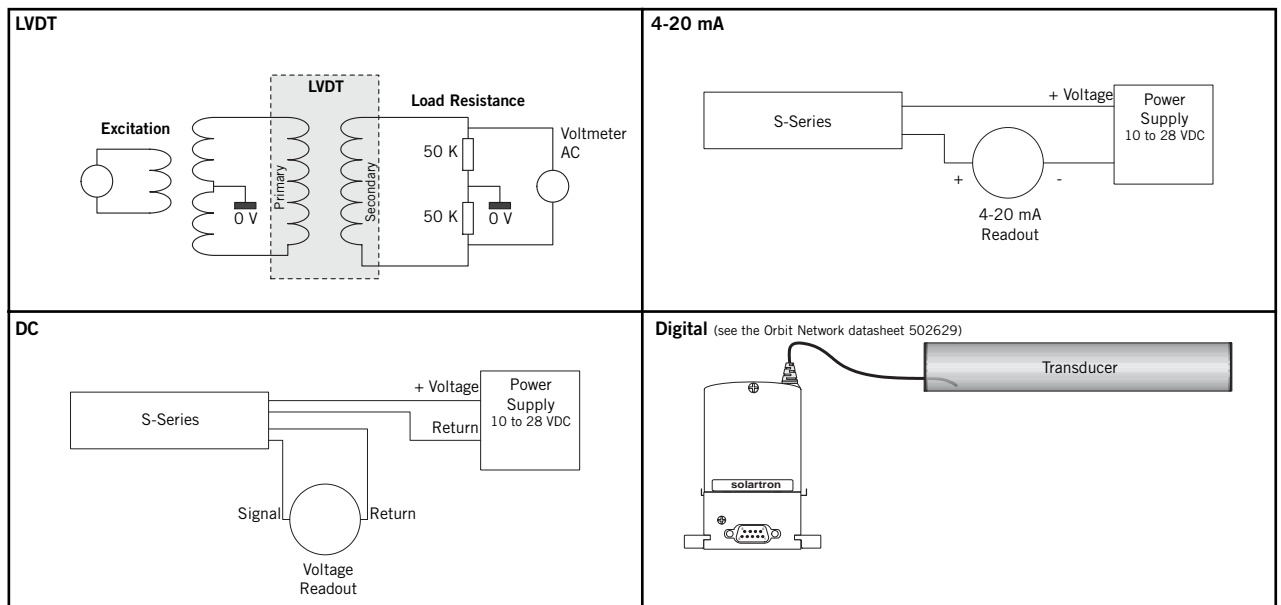 LVDT
LVDT
Excitation
Load Resistance
Voltmeter
AC
50 K
50 K
0 V
0 V
Primary
Secondary
4-20 mA
S-Series
+ Voltage
Power
Supply
10 to 28 VDC
+
-
4-20 mA
Readout
DC
S-Series
+ Voltage
Return
Power
Supply
10 to 28 VDC
Signal
Return
Voltage
Readout
Digital (see the Orbit Network datasheet 502629)
Transducer
solartron